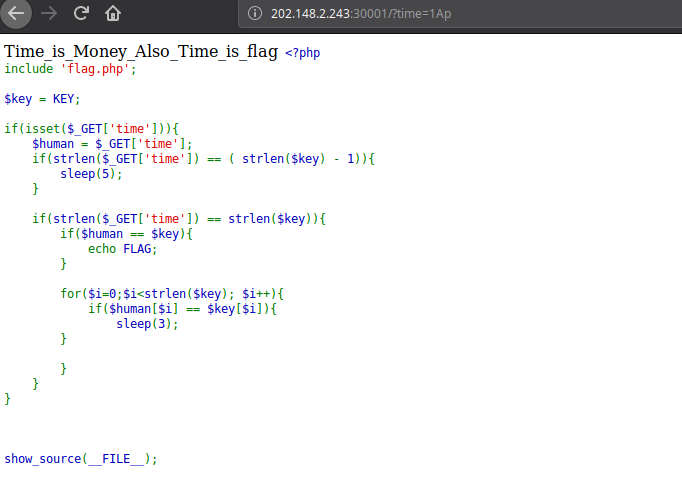 202.148.2.243:30001/?time=1Ap
Time_is_Money_Also_Time_is_flag <?php
include 'flag.php';

$key = KEY;

if(isset($_GET['time'])){
    $human = $_GET['time'];
    if(strlen($_GET['time']) == ( strlen($key) - 1)){
        sleep(5);
    }

    if(strlen($_GET['time']) == strlen($key)){
        if($human == $key){
            echo FLAG;
        }

        for($i=0;$i<strlen($key); $i++){
            if($human[$i] == $key[$i]){
                sleep(3);
        }

        }
    }
}

show_source(__FILE__);